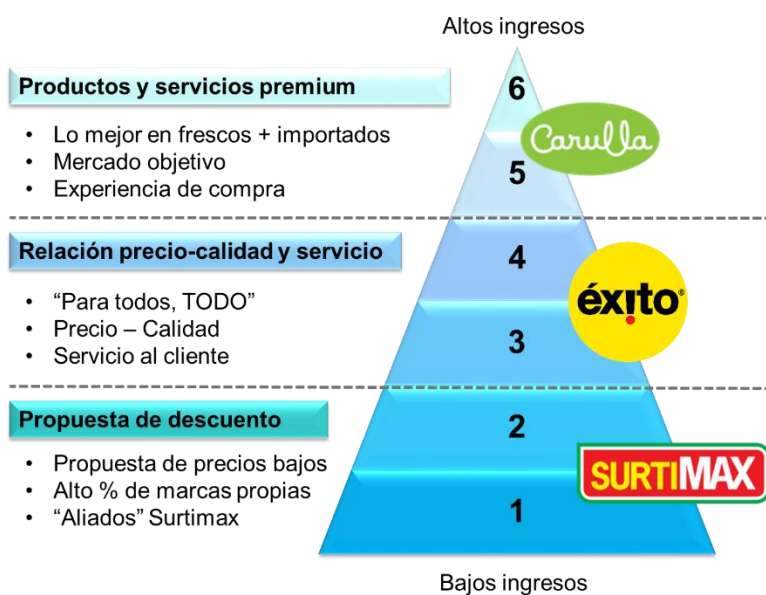 Altos ingresos
Productos y servicios premium
• Lo mejor en frescos + importados
• Mercado objetivo
• Experiencia de compra
6
Carulla
5
Relación precio-calidad y servicio
• “Para todos, TODO”
• Precio – Calidad
• Servicio al cliente
4
éxito®
3
Propuesta de descuento
• Propuesta de precios bajos
• Alto % de marcas propias
• “Aliados” Surtimax
2
SURTIMAX
1
Bajos ingresos